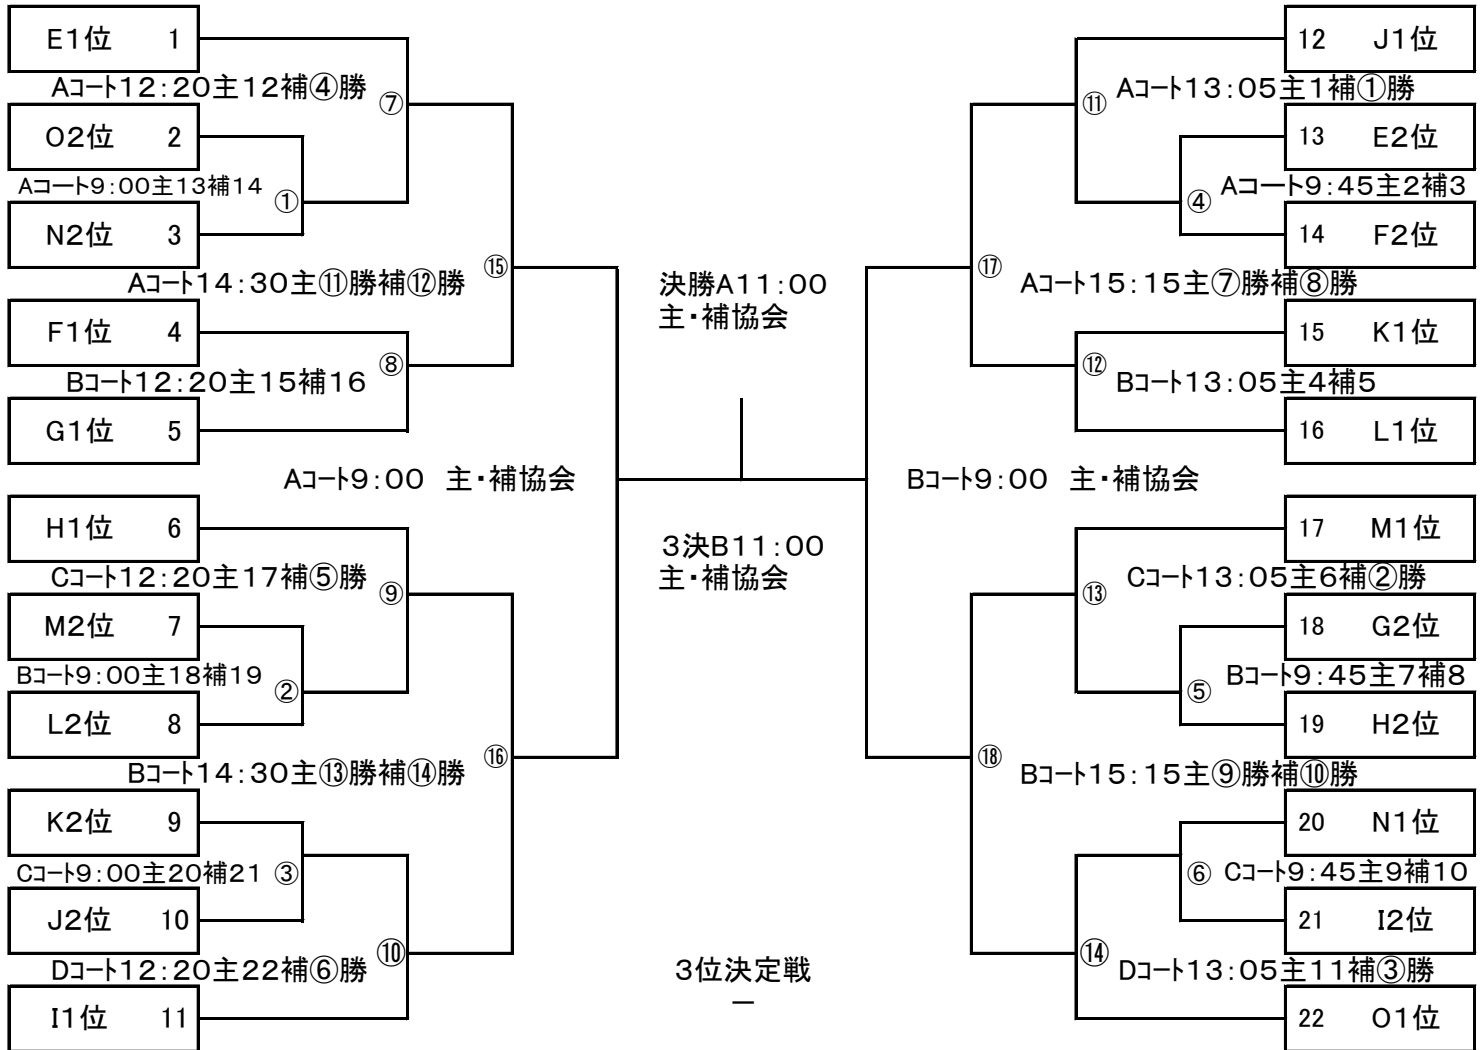 E1位 1
Aコート12:20主12補④勝
⑦
O2位 2
Aコート9:00主13補14
①
N2位 3
Aコート14:30主⑪勝補⑫勝
⑮
F1位 4
⑧
Bコート12:20主15補16
G1位 5
Aコート9:00 主・補協会
H1位 6
Cコート12:20主17補⑤勝
⑨
M2位 7
Bコート9:00主18補19
②
L2位 8
Bコート14:30主⑬勝補⑭勝
⑯
K2位 9
Cコート9:00主20補21
③
J2位 10
Dコート12:20主22補⑥勝
⑩
I1位 11
決勝A11:00
主・補協会
3決B11:00
主・補協会
3位決定戦
ー
12 J1位
⑪
Aコート13:05主1補①勝
13 E2位
④
Aコート9:45主2補3
14 F2位
⑰
Aコート15:15主⑦勝補⑧勝
15 K1位
⑫
Bコート13:05主4補5
16 L1位
Bコート9:00 主・補協会
17 M1位
⑬
Cコート13:05主6補②勝
18 G2位
⑤
Bコート9:45主7補8
19 H2位
⑱
Bコート15:15主⑨勝補⑩勝
20 N1位
⑥
Cコート9:45主9補10
21 I2位
⑭
Dコート13:05主11補③勝
22 O1位